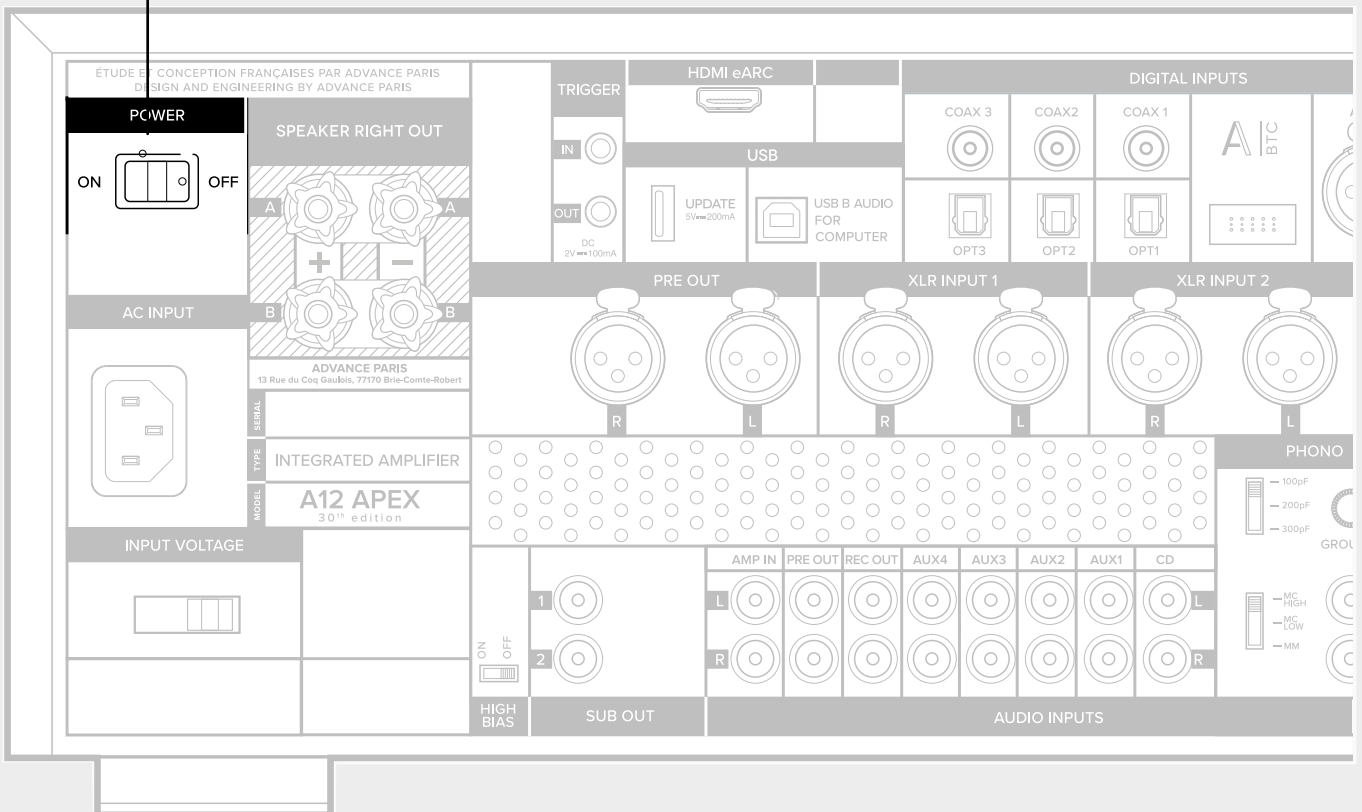 ÉTUDE ET CONCEPTION FRANÇAISES PAR ADVANCE PARIS
DESIGN AND ENGINEERING BY ADVANCE PARIS
POWER
ON
OFF
SPEAKER RIGHT OUT
A
A
+
−
B
B
AC INPUT
ADVANCE PARIS
13 Rue du Coq Gaulois, 77170 Brie-Comte-Robert
SERIAL
TYPE
INTEGRATED AMPLIFIER
MODEL
A12 APEX
30th edition
INPUT VOLTAGE
TRIGGER
IN
OUT
DC
2V 100mA
HDMI eARC
USB
UPDATE
5V 200mA
USB B AUDIO
FOR
COMPUTER
DIGITAL INPUTS
COAX 3
COAX2
COAX 1
OPT3
OPT2
OPT1
A
BTC
PRE OUT
R
L
XLR INPUT 1
R
L
XLR INPUT 2
R
L
PHONO
100pF
200pF
300pF
MC
HIGH
MC
LOW
MM
ON
OFF
HIGH
BIAS
1
2
SUB OUT
AMP IN
PRE OUT
REC OUT
AUX4
AUX3
AUX2
AUX1
CD
L
L
R
R
AUDIO INPUTS